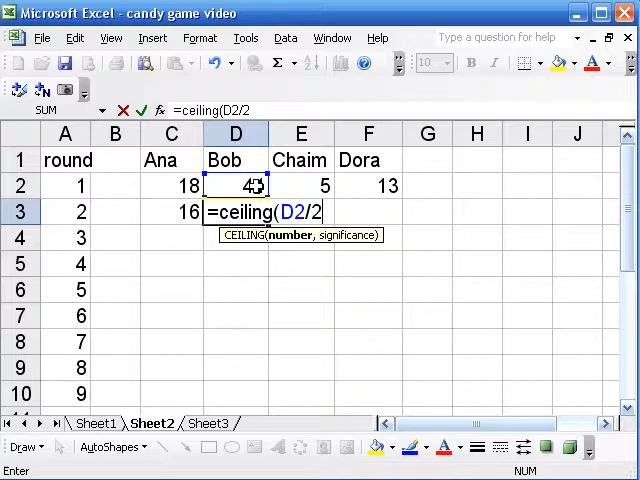 Microsoft Excel - candy game video
File Edit View Insert Format Tools Data Window Help Type a question for help
Σ 10 B I A
N
SUM fx =ceiling(D2/2
A B C D E F G H I J
1 round Ana Bob Chaim Dora
2 1 18 4 5 13
3 2 16 =ceiling(D2/2
CEILING(number, significance)
4 3
5 4
6 5
7 6
8 7
9 8
10 9
Sheet1 Sheet2 Sheet3
Draw AutoShapes A A
Enter NUM